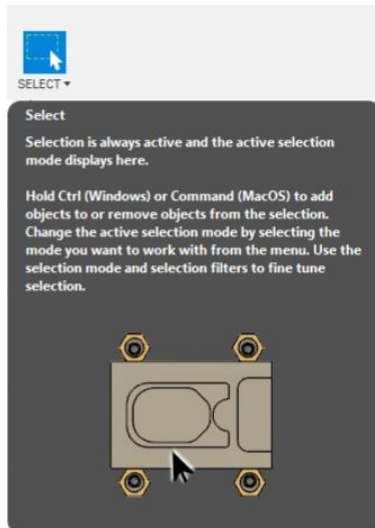 SELECT ▾
Select
Selection is always active and the active selection
mode displays here.
Hold Ctrl (Windows) or Command (MacOS) to add
objects to or remove objects from the selection.
Change the active selection mode by selecting the
mode you want to work with from the menu. Use the
selection mode and selection filters to fine tune
selection.